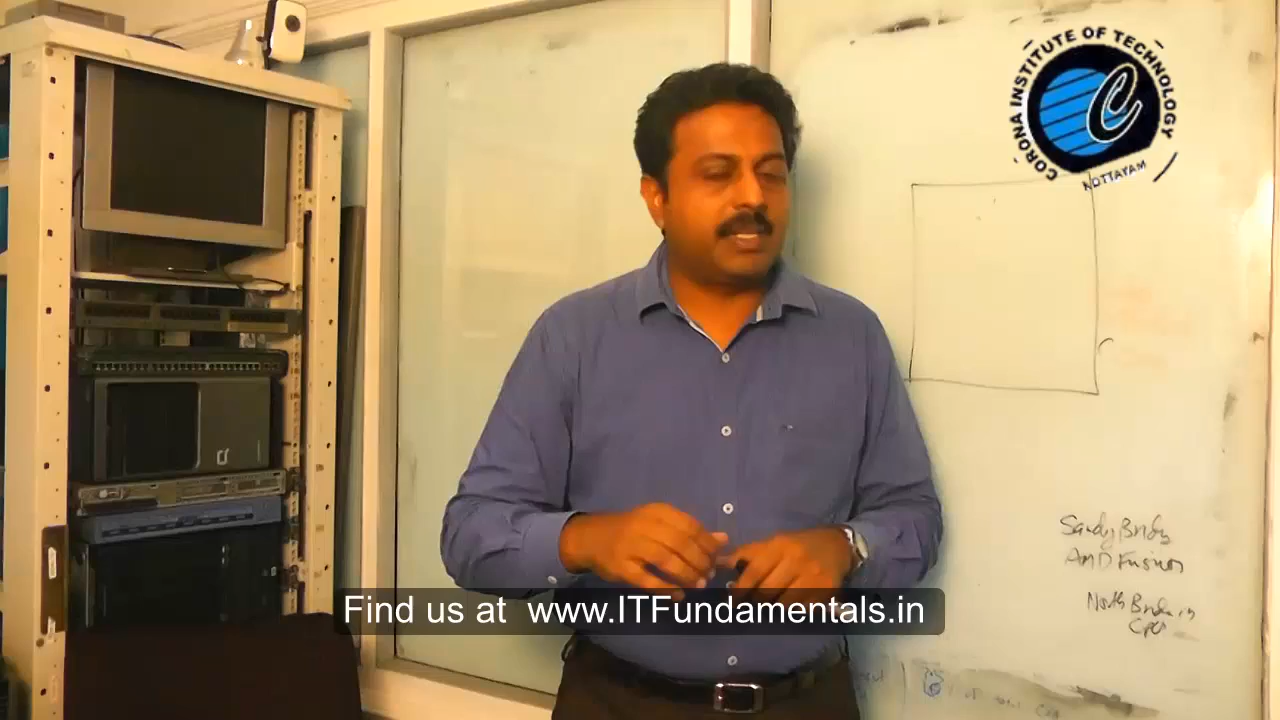 CORONA INSTITUTE OF TECHNOLOGY
C
KOTTAYAM
Sandy Bridge
AMD Fusion
North Bridge in
CPU
Find us at www.ITFundamentals.in